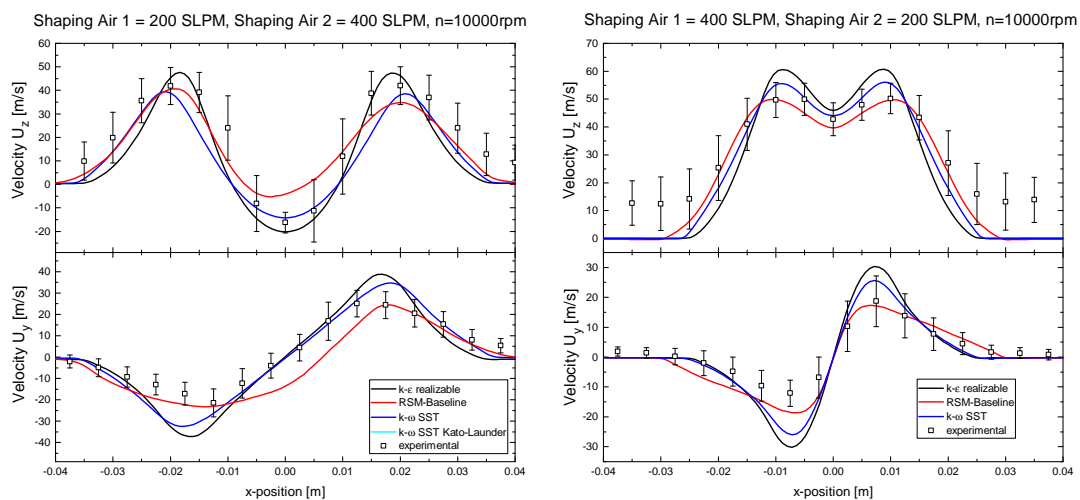 Shaping Air 1 = 200 SLPM, Shaping Air 2 = 400 SLPM, n=10000rpm
60
50
40
30
20
10
0
-10
-20
Velocity Uz [m/s]
40
30
20
10
0
-10
-20
-30
-40
Velocity Uy [m/s]
k-ε realizable
RSM-Baseline
k-ω SST
k-ω SST Kato-Launder
experimental
-0.04 -0.03 -0.02 -0.01 0.00 0.01 0.02 0.03 0.04
x-position [m]
Shaping Air 1 = 400 SLPM, Shaping Air 2 = 200 SLPM, n=10000rpm
70
60
50
40
30
20
10
0
Velocity Uz [m/s]
30
20
10
0
-10
-20
-30
Velocity Uy [m/s]
k-ε realizable
RSM-Baseline
k-ω SST
experimental
-0.04 -0.03 -0.02 -0.01 0.00 0.01 0.02 0.03 0.04
x-position [m]